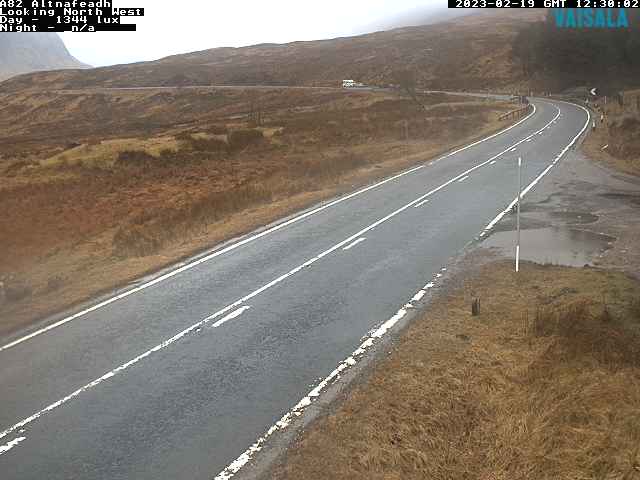 A82 Altnafeadh
Looking North West
Day - 1344 lux
Night - n/a
2023-02-19 GMT 12:30:02
VAISALA